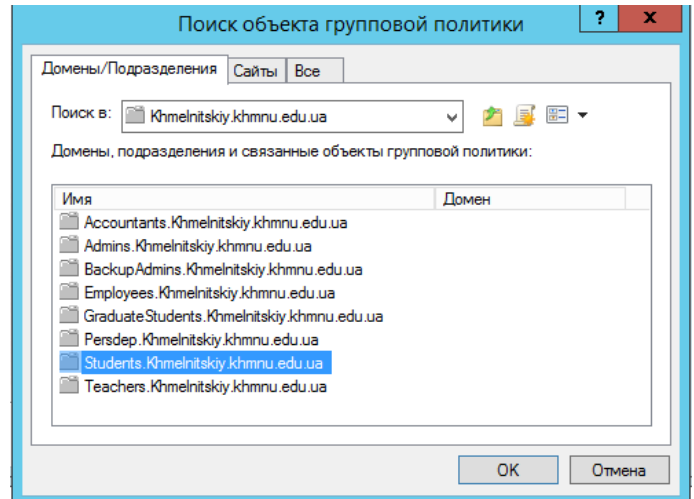 Поиск объекта групповой политики
? x
Домены/Подразделения Сайты Все
Поиск в: Khmelnitskiy.khmnu.edu.ua
Домены, подразделения и связанные объекты групповой политики:
Имя Домен
Accountants.Khmelnitskiy.khmnu.edu.ua
Admins.Khmelnitskiy.khmnu.edu.ua
BackupAdmins.Khmelnitskiy.khmnu.edu.ua
Employees.Khmelnitskiy.khmnu.edu.ua
GraduateStudents.Khmelnitskiy.khmnu.edu.ua
Persdep.Khmelnitskiy.khmnu.edu.ua
Students.Khmelnitskiy.khmnu.edu.ua
Teachers.Khmelnitskiy.khmnu.edu.ua
OK Отмена